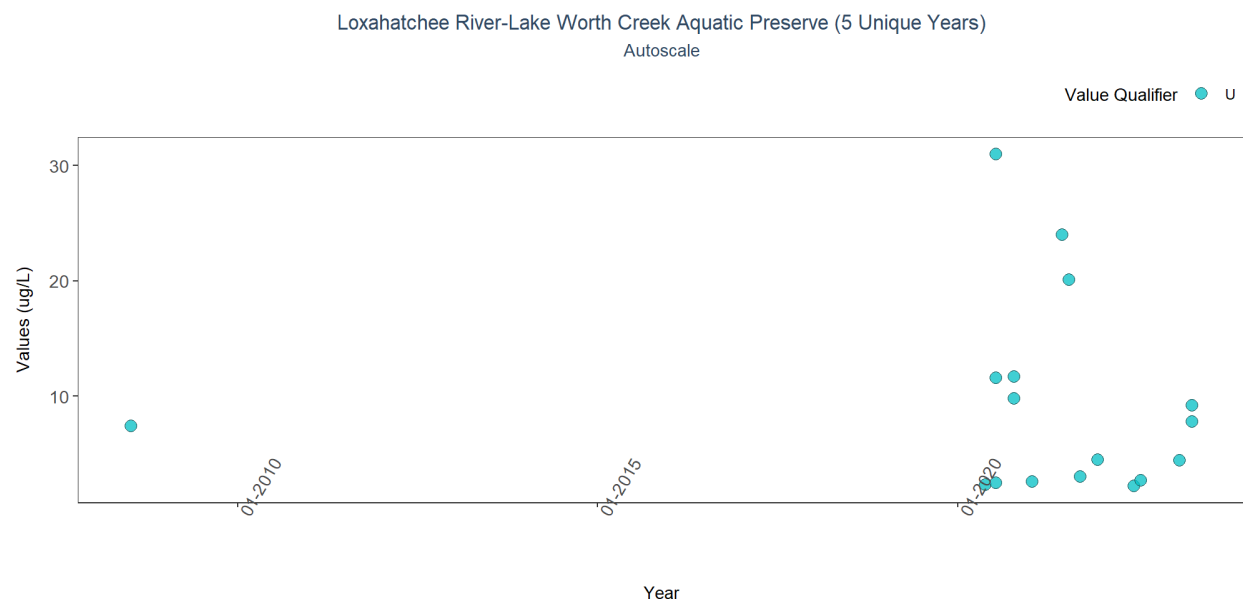 Loxahatchee River-Lake Worth Creek Aquatic Preserve (5 Unique Years)
Autoscale
Value Qualifier U
30
20
10
Values (ug/L)
01-2010
01-2015
01-2020
Year